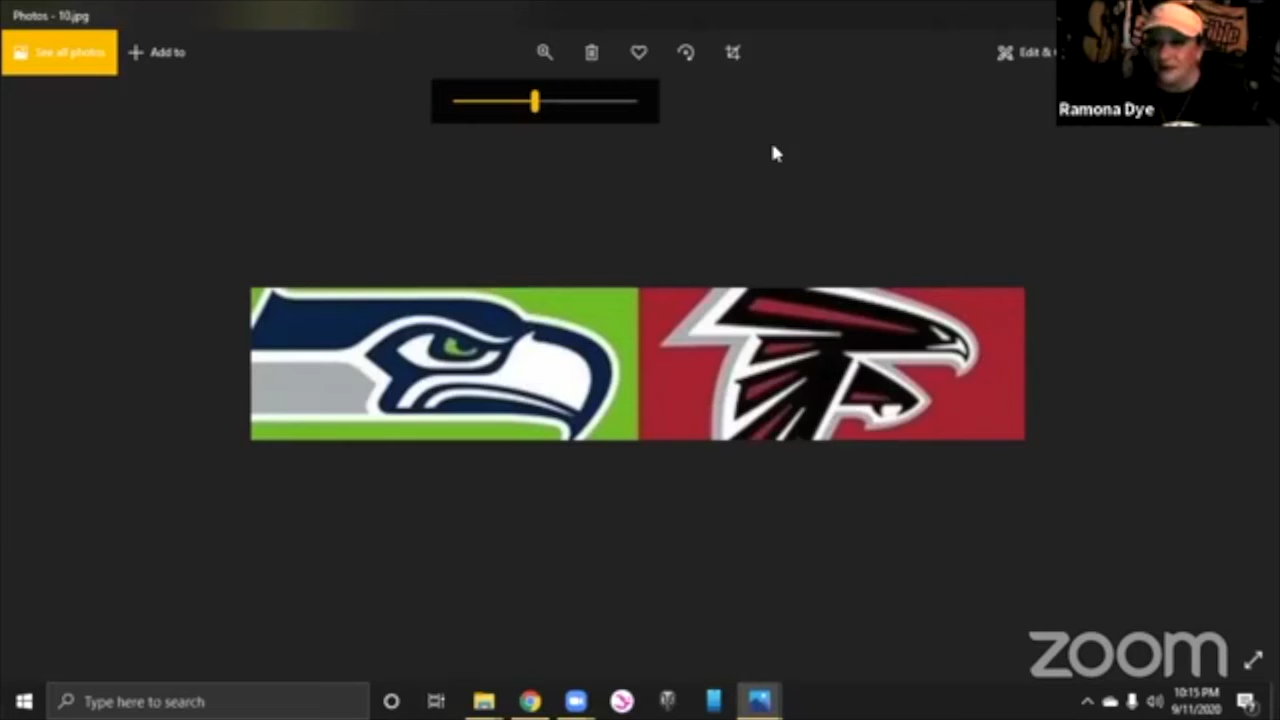 Photos - 10.jpg
See all photos
Add to
Edit &
Ramona Dye
zoom
Type here to search
10:15 PM
9/11/2020